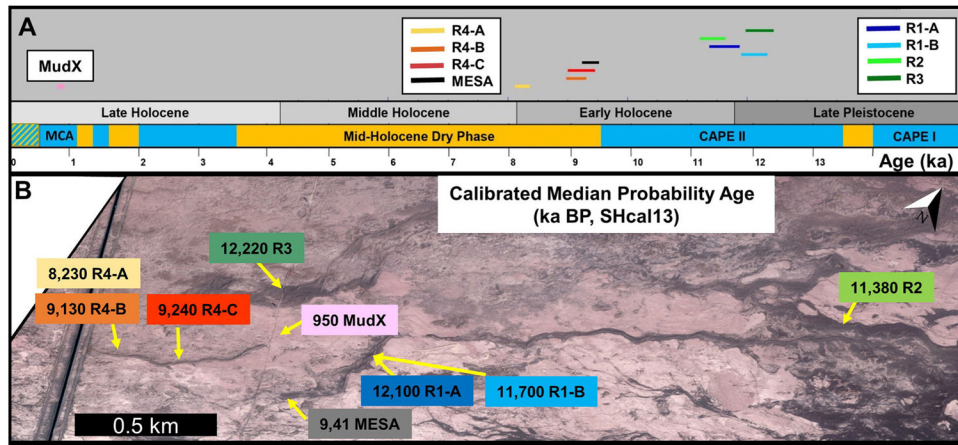 A
MudX
R4-A
R4-B
R4-C
MESA
R1-A
R1-B
R2
R3
Late Holocene
Middle Holocene
Early Holocene
Late Pleistocene
MCA
Mid-Holocene Dry Phase
CAPE II
CAPE I
0 1 2 3 4 5 6 7 8 9 10 11 12 13 Age (ka)
B
Calibrated Median Probability Age
(ka BP, SHcal13)
N
12,220 R3
8,230 R4-A
11,380 R2
9,130 R4-B
9,240 R4-C
950 MudX
12,100 R1-A
11,700 R1-B
9,41 MESA
0.5 km